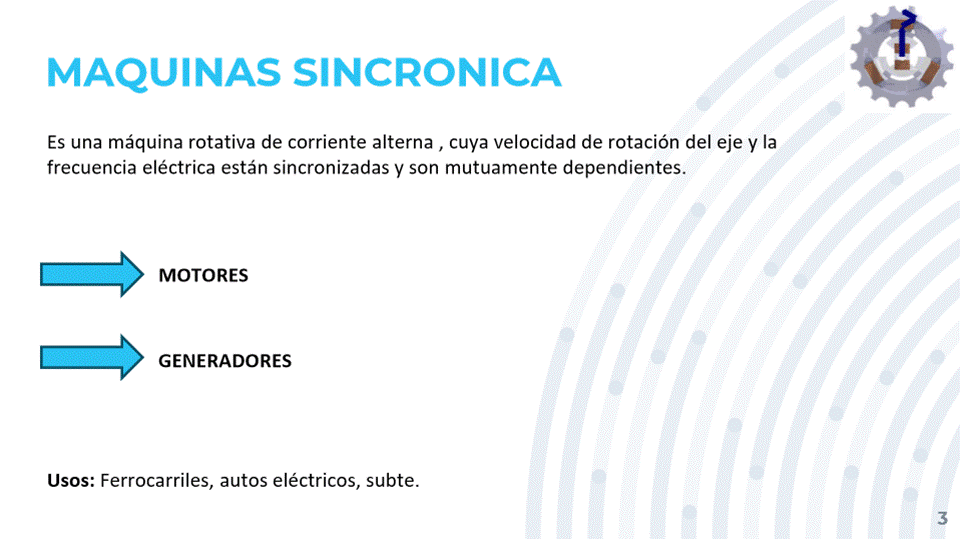 MAQUINAS SINCRONICA
Es una máquina rotativa de corriente alterna , cuya velocidad de rotación del eje y la
frecuencia eléctrica están sincronizadas y son mutuamente dependientes.
MOTORES
GENERADORES
Usos: Ferrocarriles, autos eléctricos, subte.
3